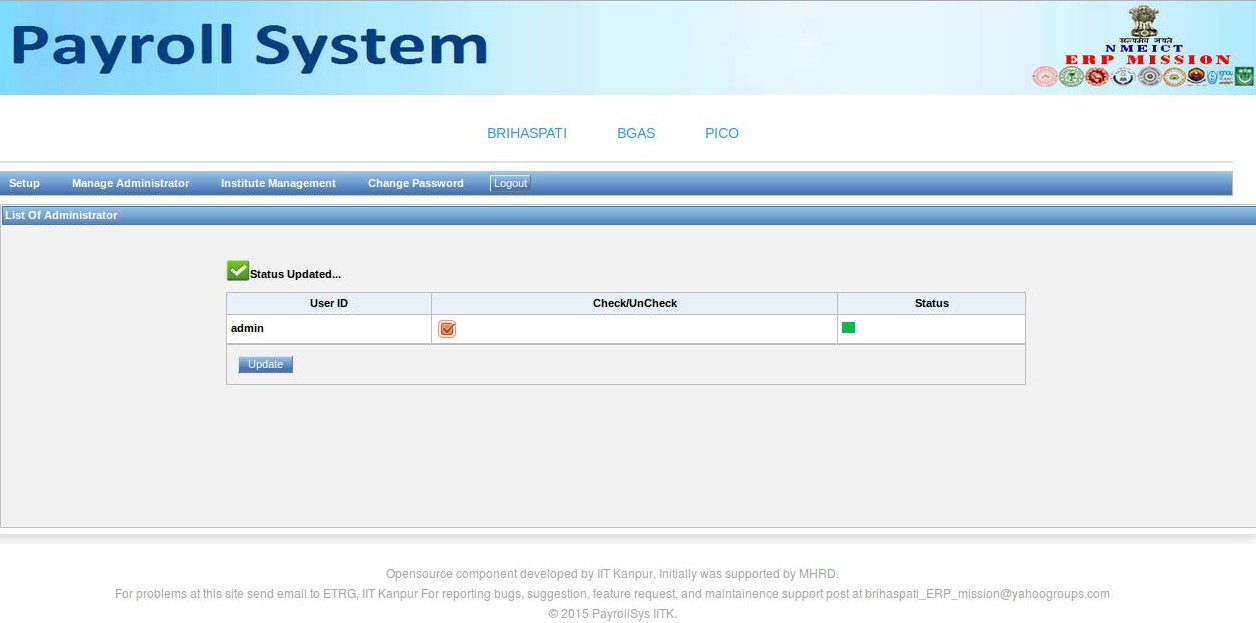 Payroll System
सत्यमेव जयते
NMEICT
ERP MISSION
BRIHASPATI BGAS PICO
Setup Manage Administrator Institute Management Change Password Logout
List Of Administrator
Status Updated...
User ID Check/UnCheck Status
admin
Update
Opensource component developed by IIT Kanpur, Initially was supported by MHRD.
For problems at this site send email to ETRG, IIT Kanpur For reporting bugs, suggestion, feature request, and maintainence support post at brihaspati_ERP_mission@yahoogroups.com
© 2015 PayrollSys IITK.